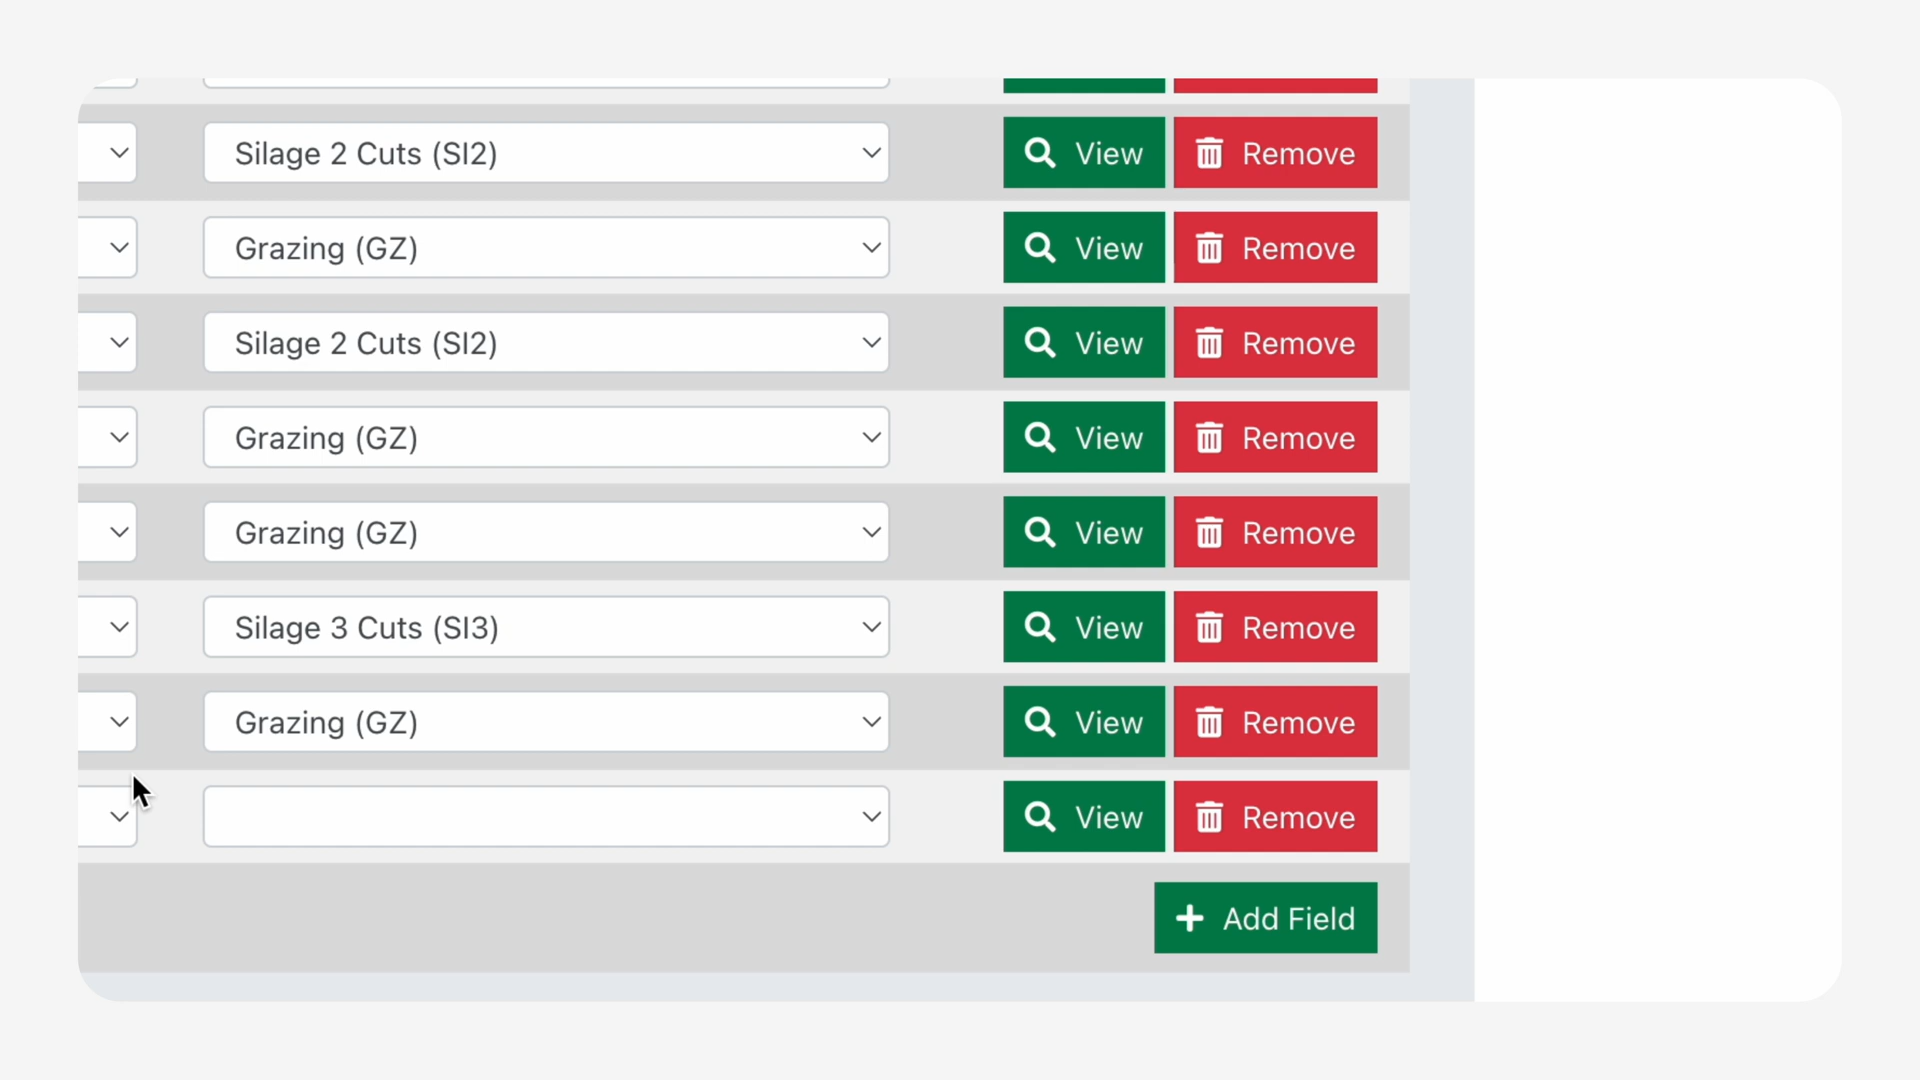 Silage 2 Cuts (SI2) View Remove
Grazing (GZ) View Remove
Silage 2 Cuts (SI2) View Remove
Grazing (GZ) View Remove
Grazing (GZ) View Remove
Silage 3 Cuts (SI3) View Remove
Grazing (GZ) View Remove
View Remove
Add Field